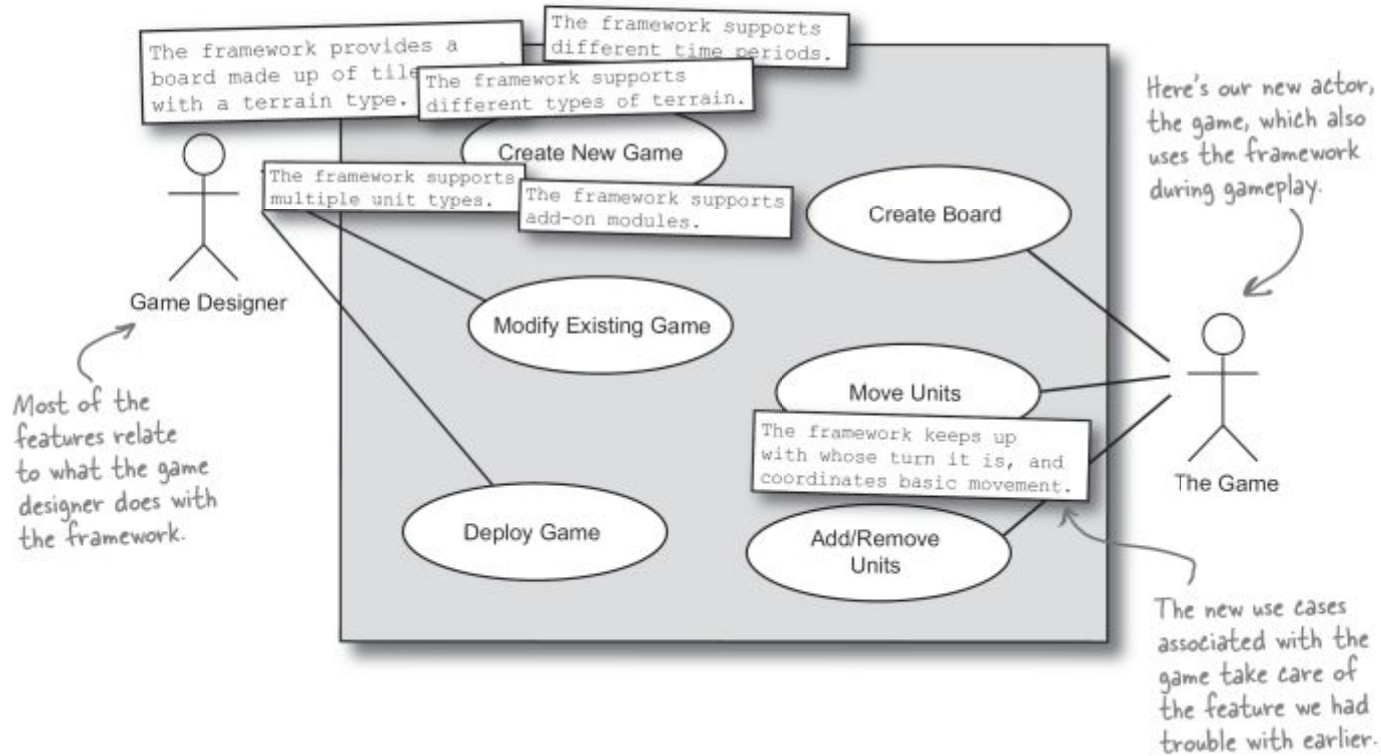 The framework provides a
board made up of tile
with a terrain type.
The framework supports
different time periods.
The framework supports
different types of terrain.
Create New Game
The framework supports
multiple unit types.
The framework supports
add-on modules.
Create Board
Here's our new actor,
the game, which also
uses the framework
during gameplay.
Game Designer
Modify Existing Game
Most of the
features relate
to what the game
designer does with
the framework.
Move Units
The framework keeps up
with whose turn it is, and
coordinates basic movement.
The Game
Deploy Game
Add/Remove
Units
The new use cases
associated with the
game take care of
the feature we had
trouble with earlier.